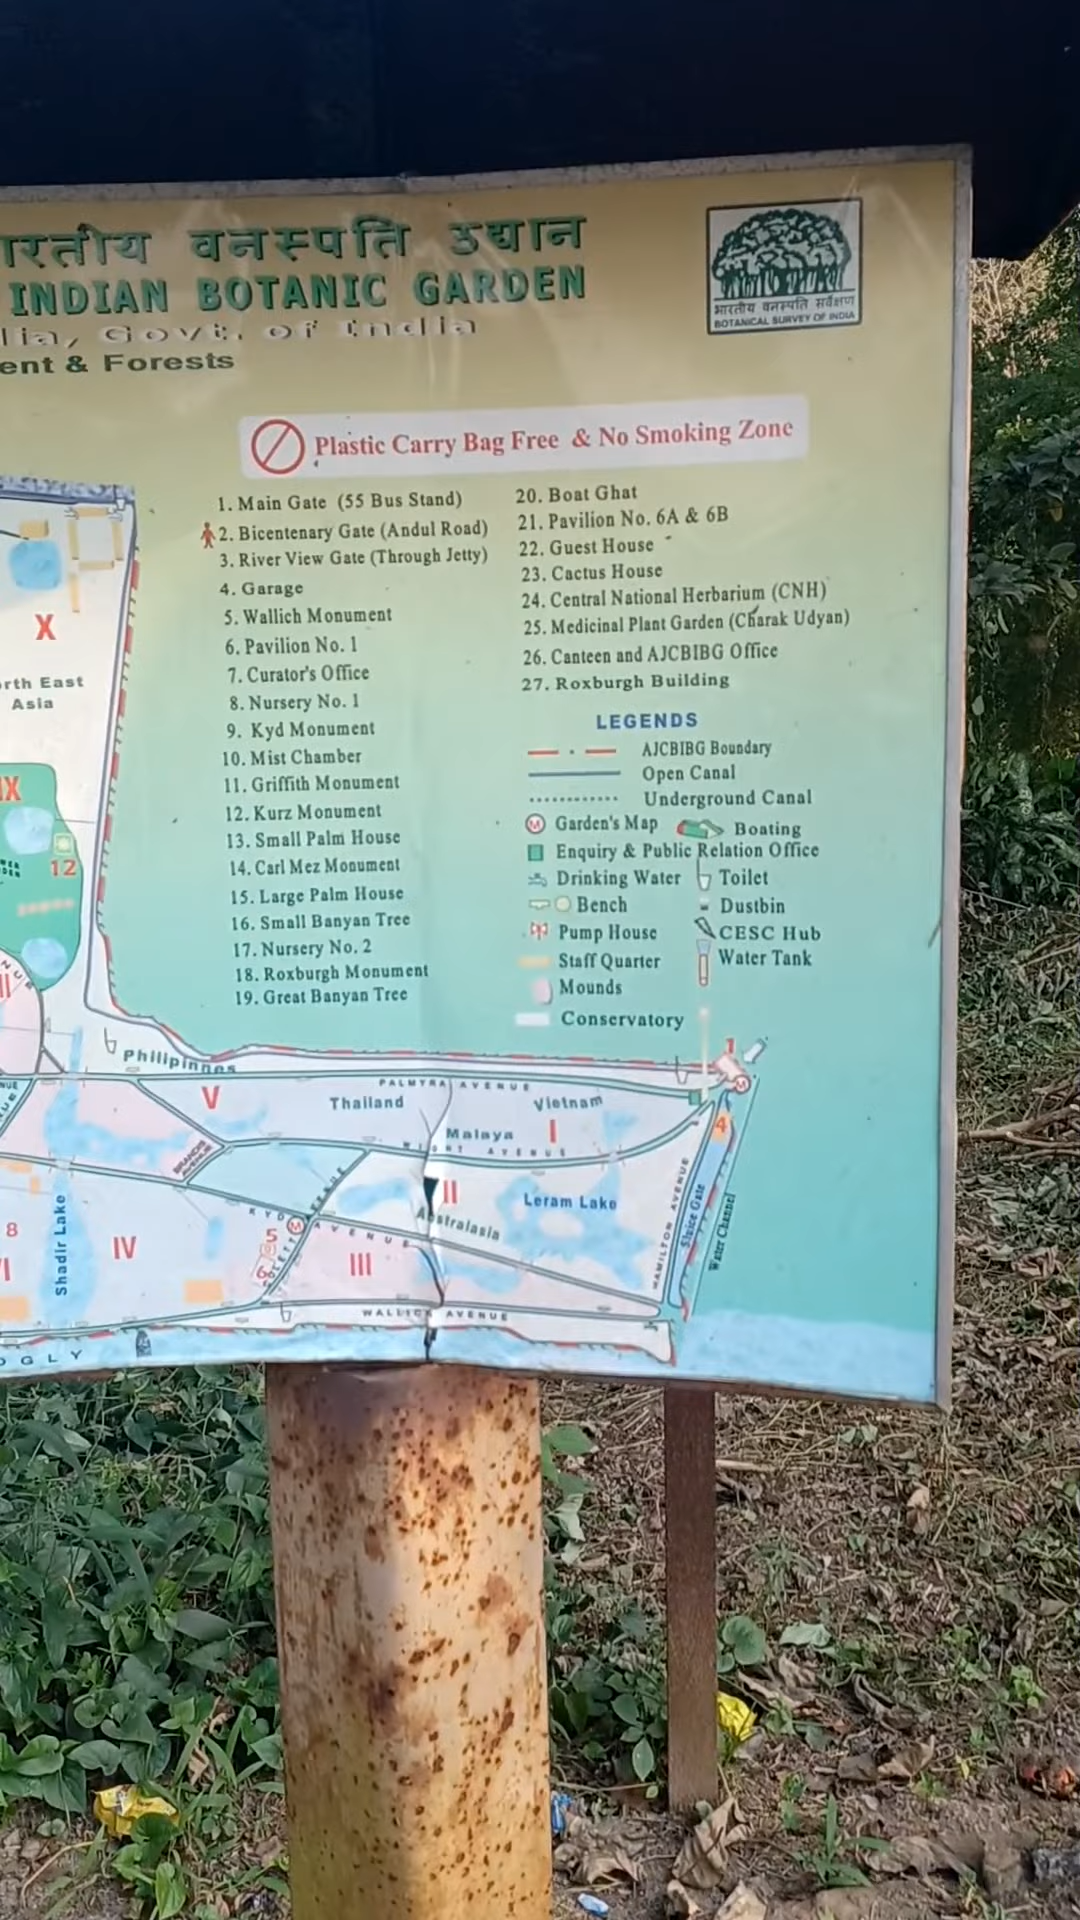 वनस्पति उद्यान
INDIAN BOTANIC GARDEN
Govt. of India
& Forests
भारतीय वनस्पति सर्वेक्षण
BOTANICAL SURVEY OF INDIA
Plastic Carry Bag Free & No Smoking Zone
1. Main Gate (55 Bus Stand)
2. Bicentenary Gate (Andul Road)
3. River View Gate (Through Jetty)
4. Garage
5. Wallich Monument
6. Pavilion No. 1
7. Curator's Office
8. Nursery No. 1
9. Kyd Monument
10. Mist Chamber
11. Griffith Monument
12. Kurz Monument
13. Small Palm House
14. Carl Mez Monument
15. Large Palm House
16. Small Banyan Tree
17. Nursery No. 2
18. Roxburgh Monument
19. Great Banyan Tree
20. Boat Ghat
21. Pavilion No. 6A & 6B
22. Guest House
23. Cactus House
24. Central National Herbarium (CNH)
25. Medicinal Plant Garden (Charak Udyan)
26. Canteen and AJCBIBG Office
27. Roxburgh Building
LEGENDS
AJCBIBG Boundary
Open Canal
Underground Canal
M Garden's Map
Boating
Enquiry & Public Relation Office
Drinking Water
Toilet
Bench
Dustbin
Pump House
CESC Hub
Staff Quarter
Water Tank
Mounds
Conservatory
X
East
Asia
IX
12
Philipinnes
1
M
PALMYRA AVENUE
V
Thailand
Vietnam
4
Malaya
I
WIGHT AVENUE
BRANDIS AVENUE
II
Leram Lake
HAMILTON AVENUE
Sluice Gate
Water Channel
Shadir Lake
KYD AVENUE
M
Australasia
8
IV
5
6
III
WALLICH AVENUE